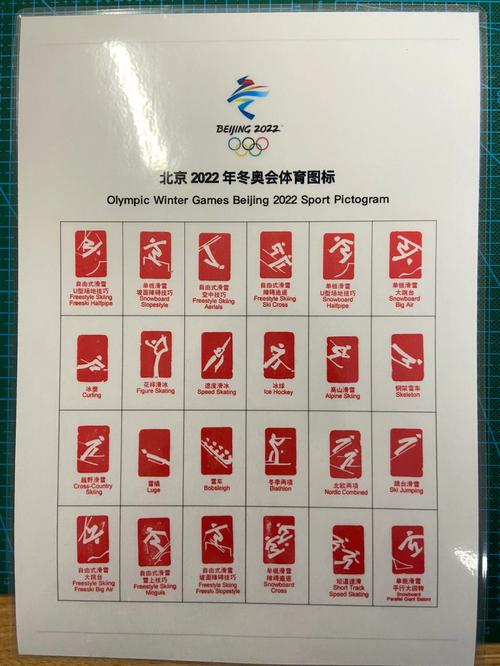 BEIJING 2022
北京 2022 年冬奥会体育图标
Olympic Winter Games Beijing 2022 Sport Pictogram
自由式滑雪
U型场地技巧
Freestyle Skiing
Freeski Halfpipe
单板滑雪
坡面障碍技巧
Snowboard
Slopestyle
自由式滑雪
空中技巧
Freestyle Skiing
Aerials
自由式滑雪
障碍追逐
Freestyle Skiing
Ski Cross
单板滑雪
U型场地技巧
Snowboard
Halfpipe
单板滑雪
大跳台
Snowboard
Big Air
冰壶
Curling
花样滑冰
Figure Skating
速度滑冰
Speed Skating
冰球
Ice Hockey
高山滑雪
Alpine Skiing
钢架雪车
Skeleton
越野滑雪
Cross-Country
Skiing
雪橇
Luge
雪车
Bobsleigh
冬季两项
Biathlon
北欧两项
Nordic Combined
跳台滑雪
Ski Jumping
自由式滑雪
大跳台
Freestyle Skiing
Freeski Big Air
自由式滑雪
雪上技巧
Freestyle Skiing
Moguls
自由式滑雪
坡面障碍技巧
Freestyle Skiing
Freeski Slopestyle
单板滑雪
障碍追逐
Snowboard
Cross
短道速滑
Short Track
Speed Skating
单板滑雪
平行大回转
Snowboard
Parallel Giant Slalom